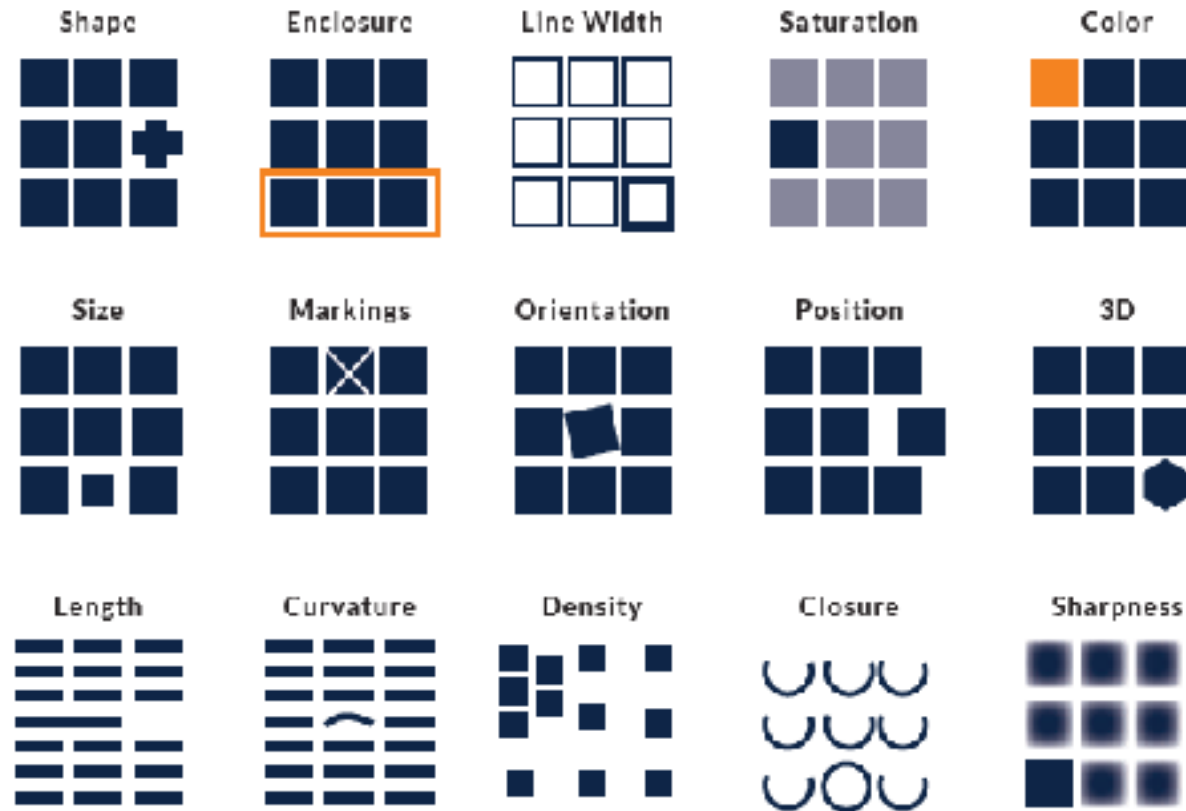 Shape Enclosure Line Width Saturation Color
Size Markings Orientation Position 3D
Length Curvature Density Closure Sharpness